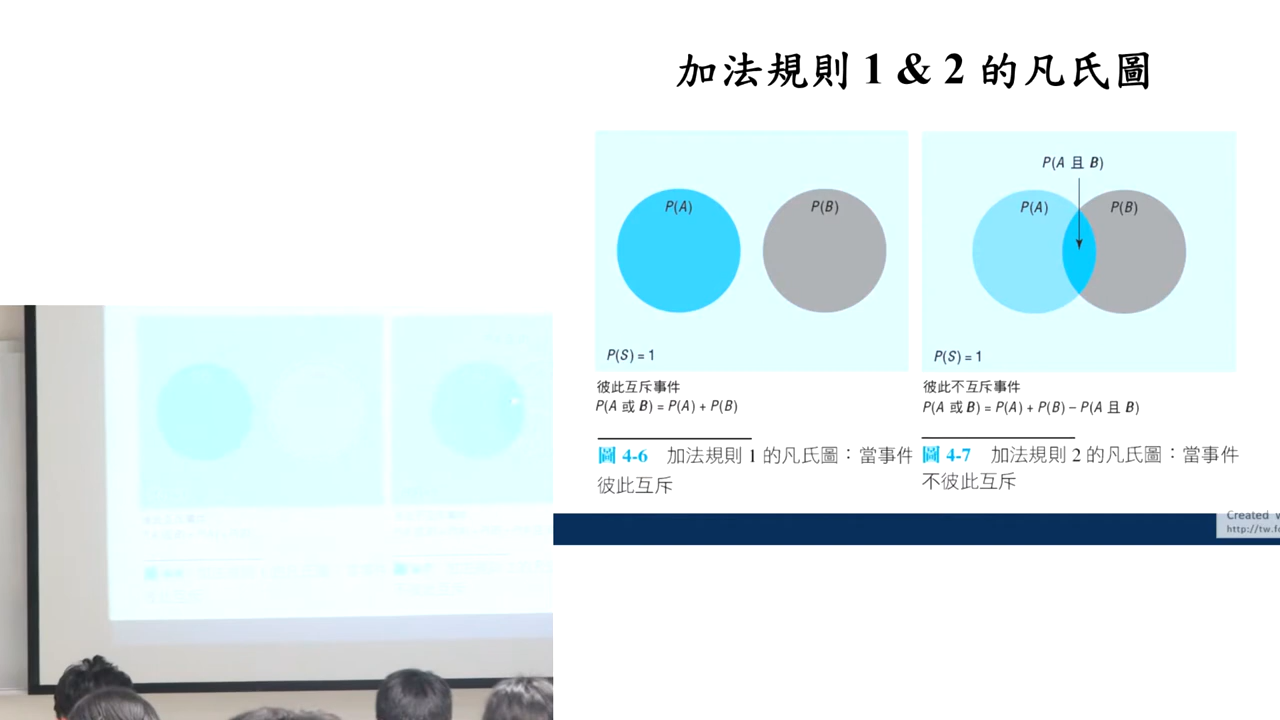 加法規則 1 & 2 的凡氏圖
P(A)
P(B)
P(S) = 1
彼此互斥事件
P(A 或 B) = P(A) + P(B)
圖 4-6 加法規則 1 的凡氏圖：當事件
彼此互斥
P(A 且 B)
P(A)
P(B)
P(S) = 1
彼此不互斥事件
P(A 或 B) = P(A) + P(B) – P(A 且 B)
圖 4-7 加法規則 2 的凡氏圖：當事件
不彼此互斥
Created
http://tw.